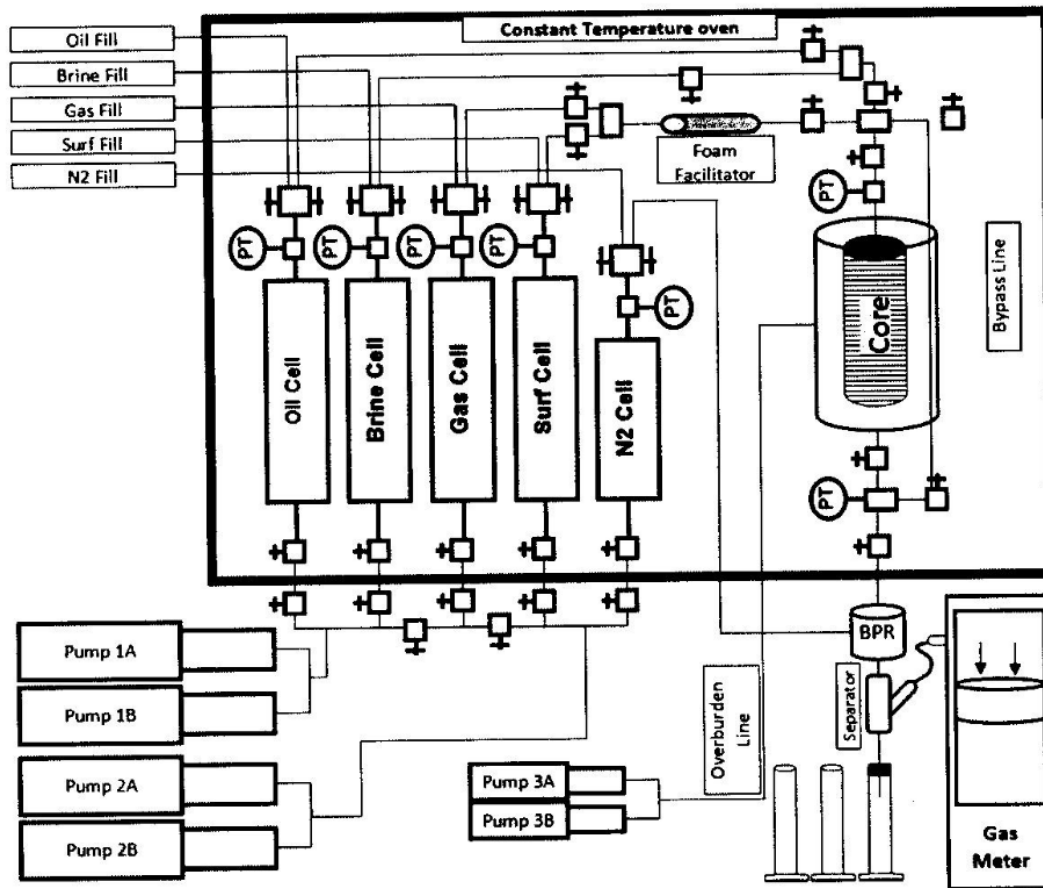 Constant Temperature oven
Oil Fill
Brine Fill
Gas Fill
Surf Fill
N2 Fill
Foam
Facilitator
PT
PT
PT
PT
PT
PT
PT
Oil Cell
Brine Cell
Gas Cell
Surf Cell
N2 Cell
Core
Bypass Line
Pump 1A
Pump 1B
Pump 2A
Pump 2B
Pump 3A
Pump 3B
Overburden
Line
BPR
Separator
Gas
Meter